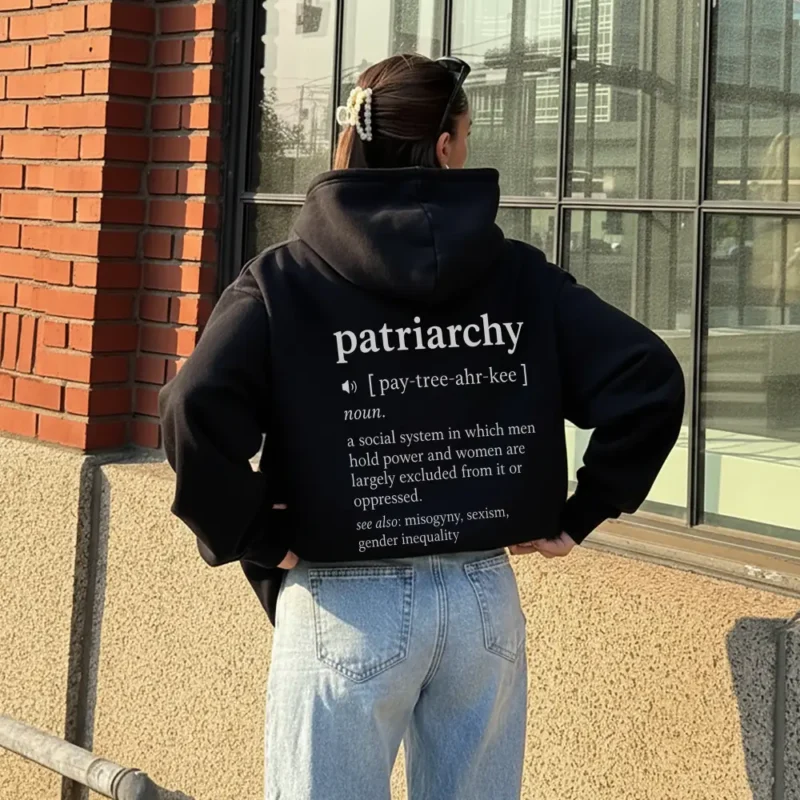 patriarchy
[ pay-tree-ahr-kee ]
noun.
a social system in which men
hold power and women are
largely excluded from it or
oppressed.
see also: misogyny, sexism,
gender inequality